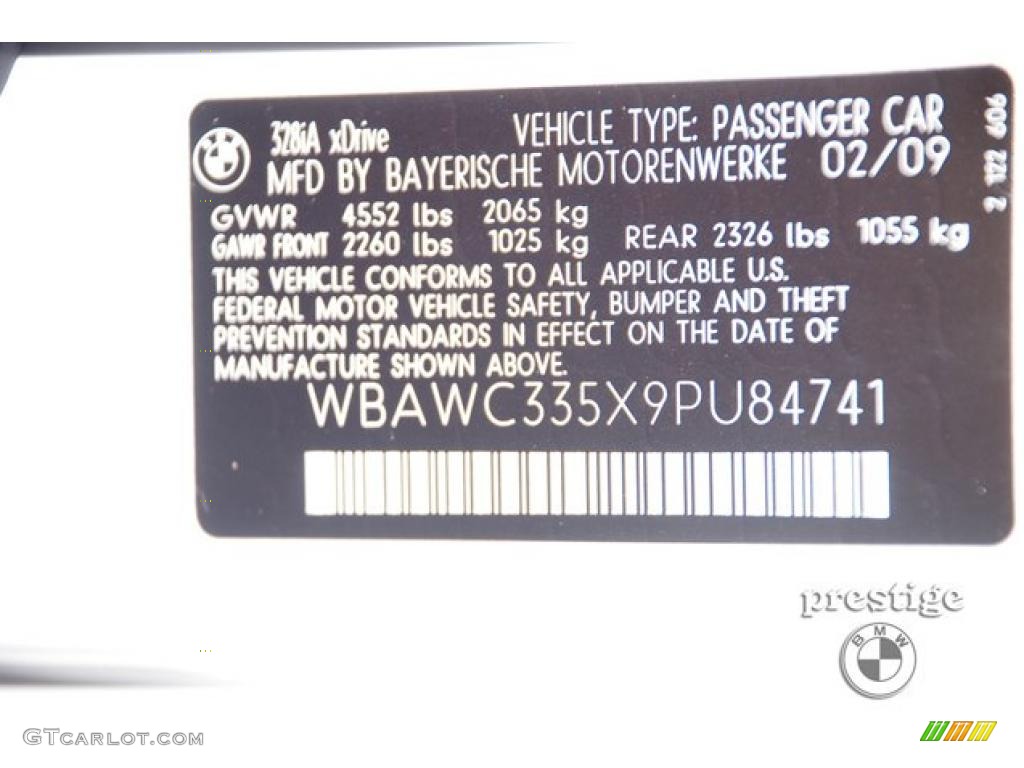 328iA xDrive VEHICLE TYPE: PASSENGER CAR
MFD BY BAYERISCHE MOTORENWERKE 02/09
GVWR 4552 lbs 2065 kg
GAWR FRONT 2260 lbs 1025 kg REAR 2326 lbs 1055 kg
THIS VEHICLE CONFORMS TO ALL APPLICABLE U.S.
FEDERAL MOTOR VEHICLE SAFETY, BUMPER AND THEFT
PREVENTION STANDARDS IN EFFECT ON THE DATE OF
MANUFACTURE SHOWN ABOVE.
WBAWC335X9PU84741
2 122 606
prestige
BMW
GTCARLOT.COM